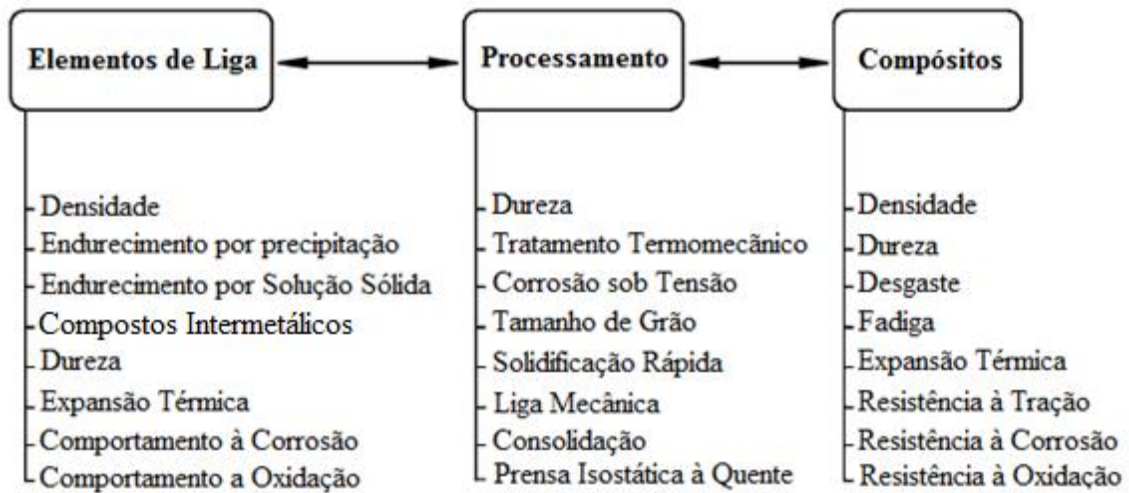 Elementos de Liga
Densidade
Endurecimento por precipitação
Endurecimento por Solução Sólida
Compostos Intermetálicos
Dureza
Expansão Térmica
Comportamento à Corrosão
Comportamento a Oxidação
Processamento
Dureza
Tratamento Termomecânico
Corrosão sob Tensão
Tamanho de Grão
Solidificação Rápida
Liga Mecânica
Consolidação
Prensa Isostática à Quente
Compósitos
Densidade
Dureza
Desgaste
Fadiga
Expansão Térmica
Resistência à Tração
Resistência à Corrosão
Resistência à Oxidação